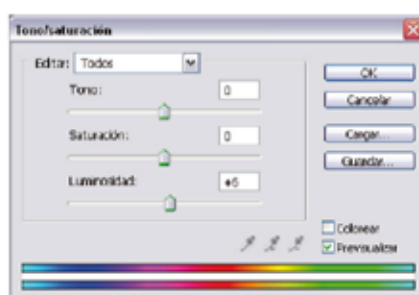 Tono/saturación
Editar: Todos
OK
Tono: 0
Cancelar
Saturación: 0
Cargar...
Guardar...
Luminosidad: +6
Colorear
Previsualizar